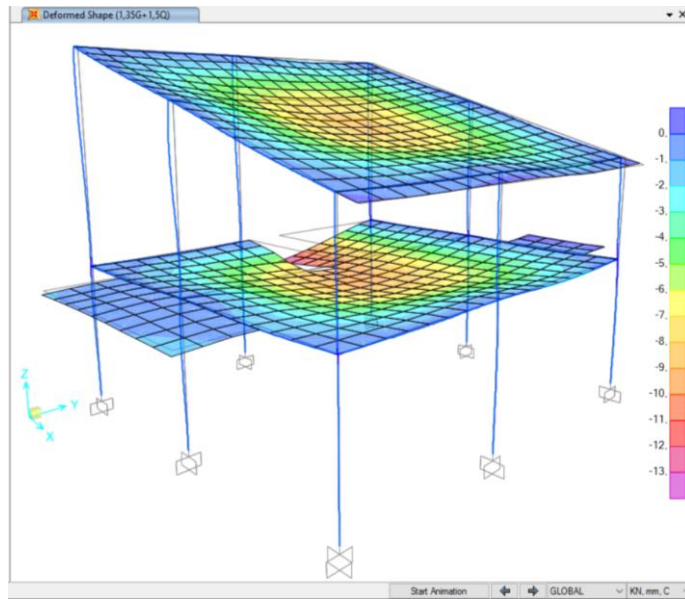 Deformed Shape (1,35G+1,5Q)
0.
-1.
-2.
-3.
-4.
-5.
-6.
-7.
-8.
-9.
-10.
-11.
-12.
-13.
Z
Y
X
Start Animation
GLOBAL
KN, mm, C